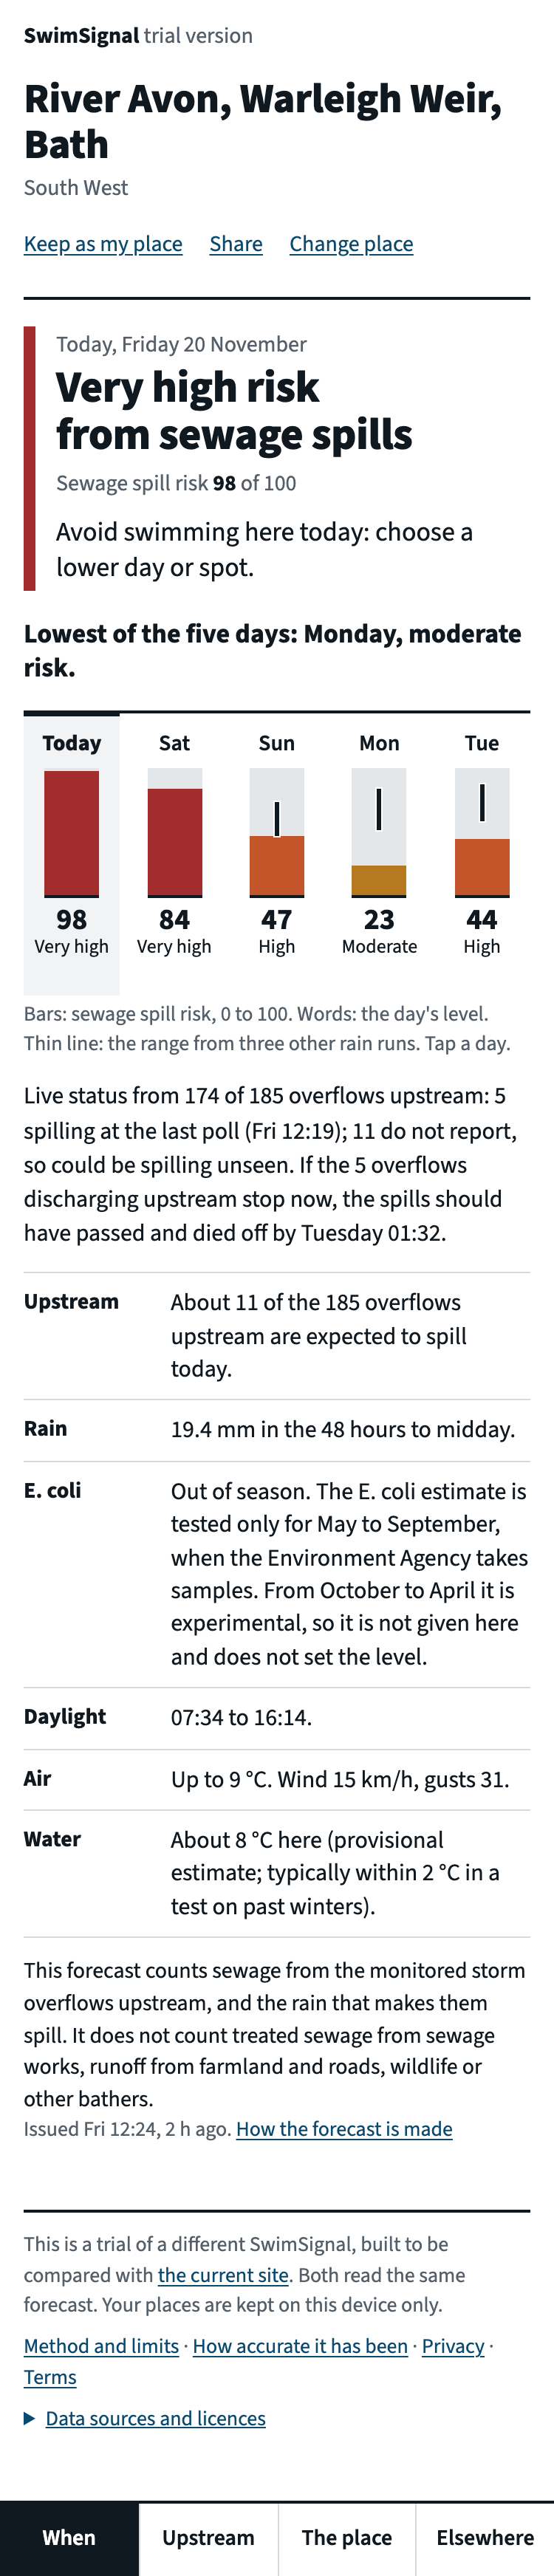 SwimSignal trial version
River Avon, Warleigh Weir,
Bath
South West
Keep as my place Share Change place
Today, Friday 20 November
Very high risk
from sewage spills
Sewage spill risk 98 of 100
Avoid swimming here today: choose a
lower day or spot.
Lowest of the five days: Monday, moderate
risk.
Today Sat Sun Mon Tue
98 84 47 23 44
Very high Very high High Moderate High
Bars: sewage spill risk, 0 to 100. Words: the day's level.
Thin line: the range from three other rain runs. Tap a day.
Live status from 174 of 185 overflows upstream: 5
spilling at the last poll (Fri 12:19); 11 do not report,
so could be spilling unseen. If the 5 overflows
discharging upstream stop now, the spills should
have passed and died off by Tuesday 01:32.
Upstream About 11 of the 185 overflows
upstream are expected to spill
today.
Rain 19.4 mm in the 48 hours to midday.
E. coli Out of season. The E. coli estimate is
tested only for May to September,
when the Environment Agency takes
samples. From October to April it is
experimental, so it is not given here
and does not set the level.
Daylight 07:34 to 16:14.
Air Up to 9 °C. Wind 15 km/h, gusts 31.
Water About 8 °C here (provisional
estimate; typically within 2 °C in a
test on past winters).
This forecast counts sewage from the monitored storm
overflows upstream, and the rain that makes them
spill. It does not count treated sewage from sewage
works, runoff from farmland and roads, wildlife or
other bathers.
Issued Fri 12:24, 2 h ago. How the forecast is made
This is a trial of a different SwimSignal, built to be
compared with the current site. Both read the same
forecast. Your places are kept on this device only.
Method and limits · How accurate it has been · Privacy ·
Terms
Data sources and licences
When Upstream The place Elsewhere